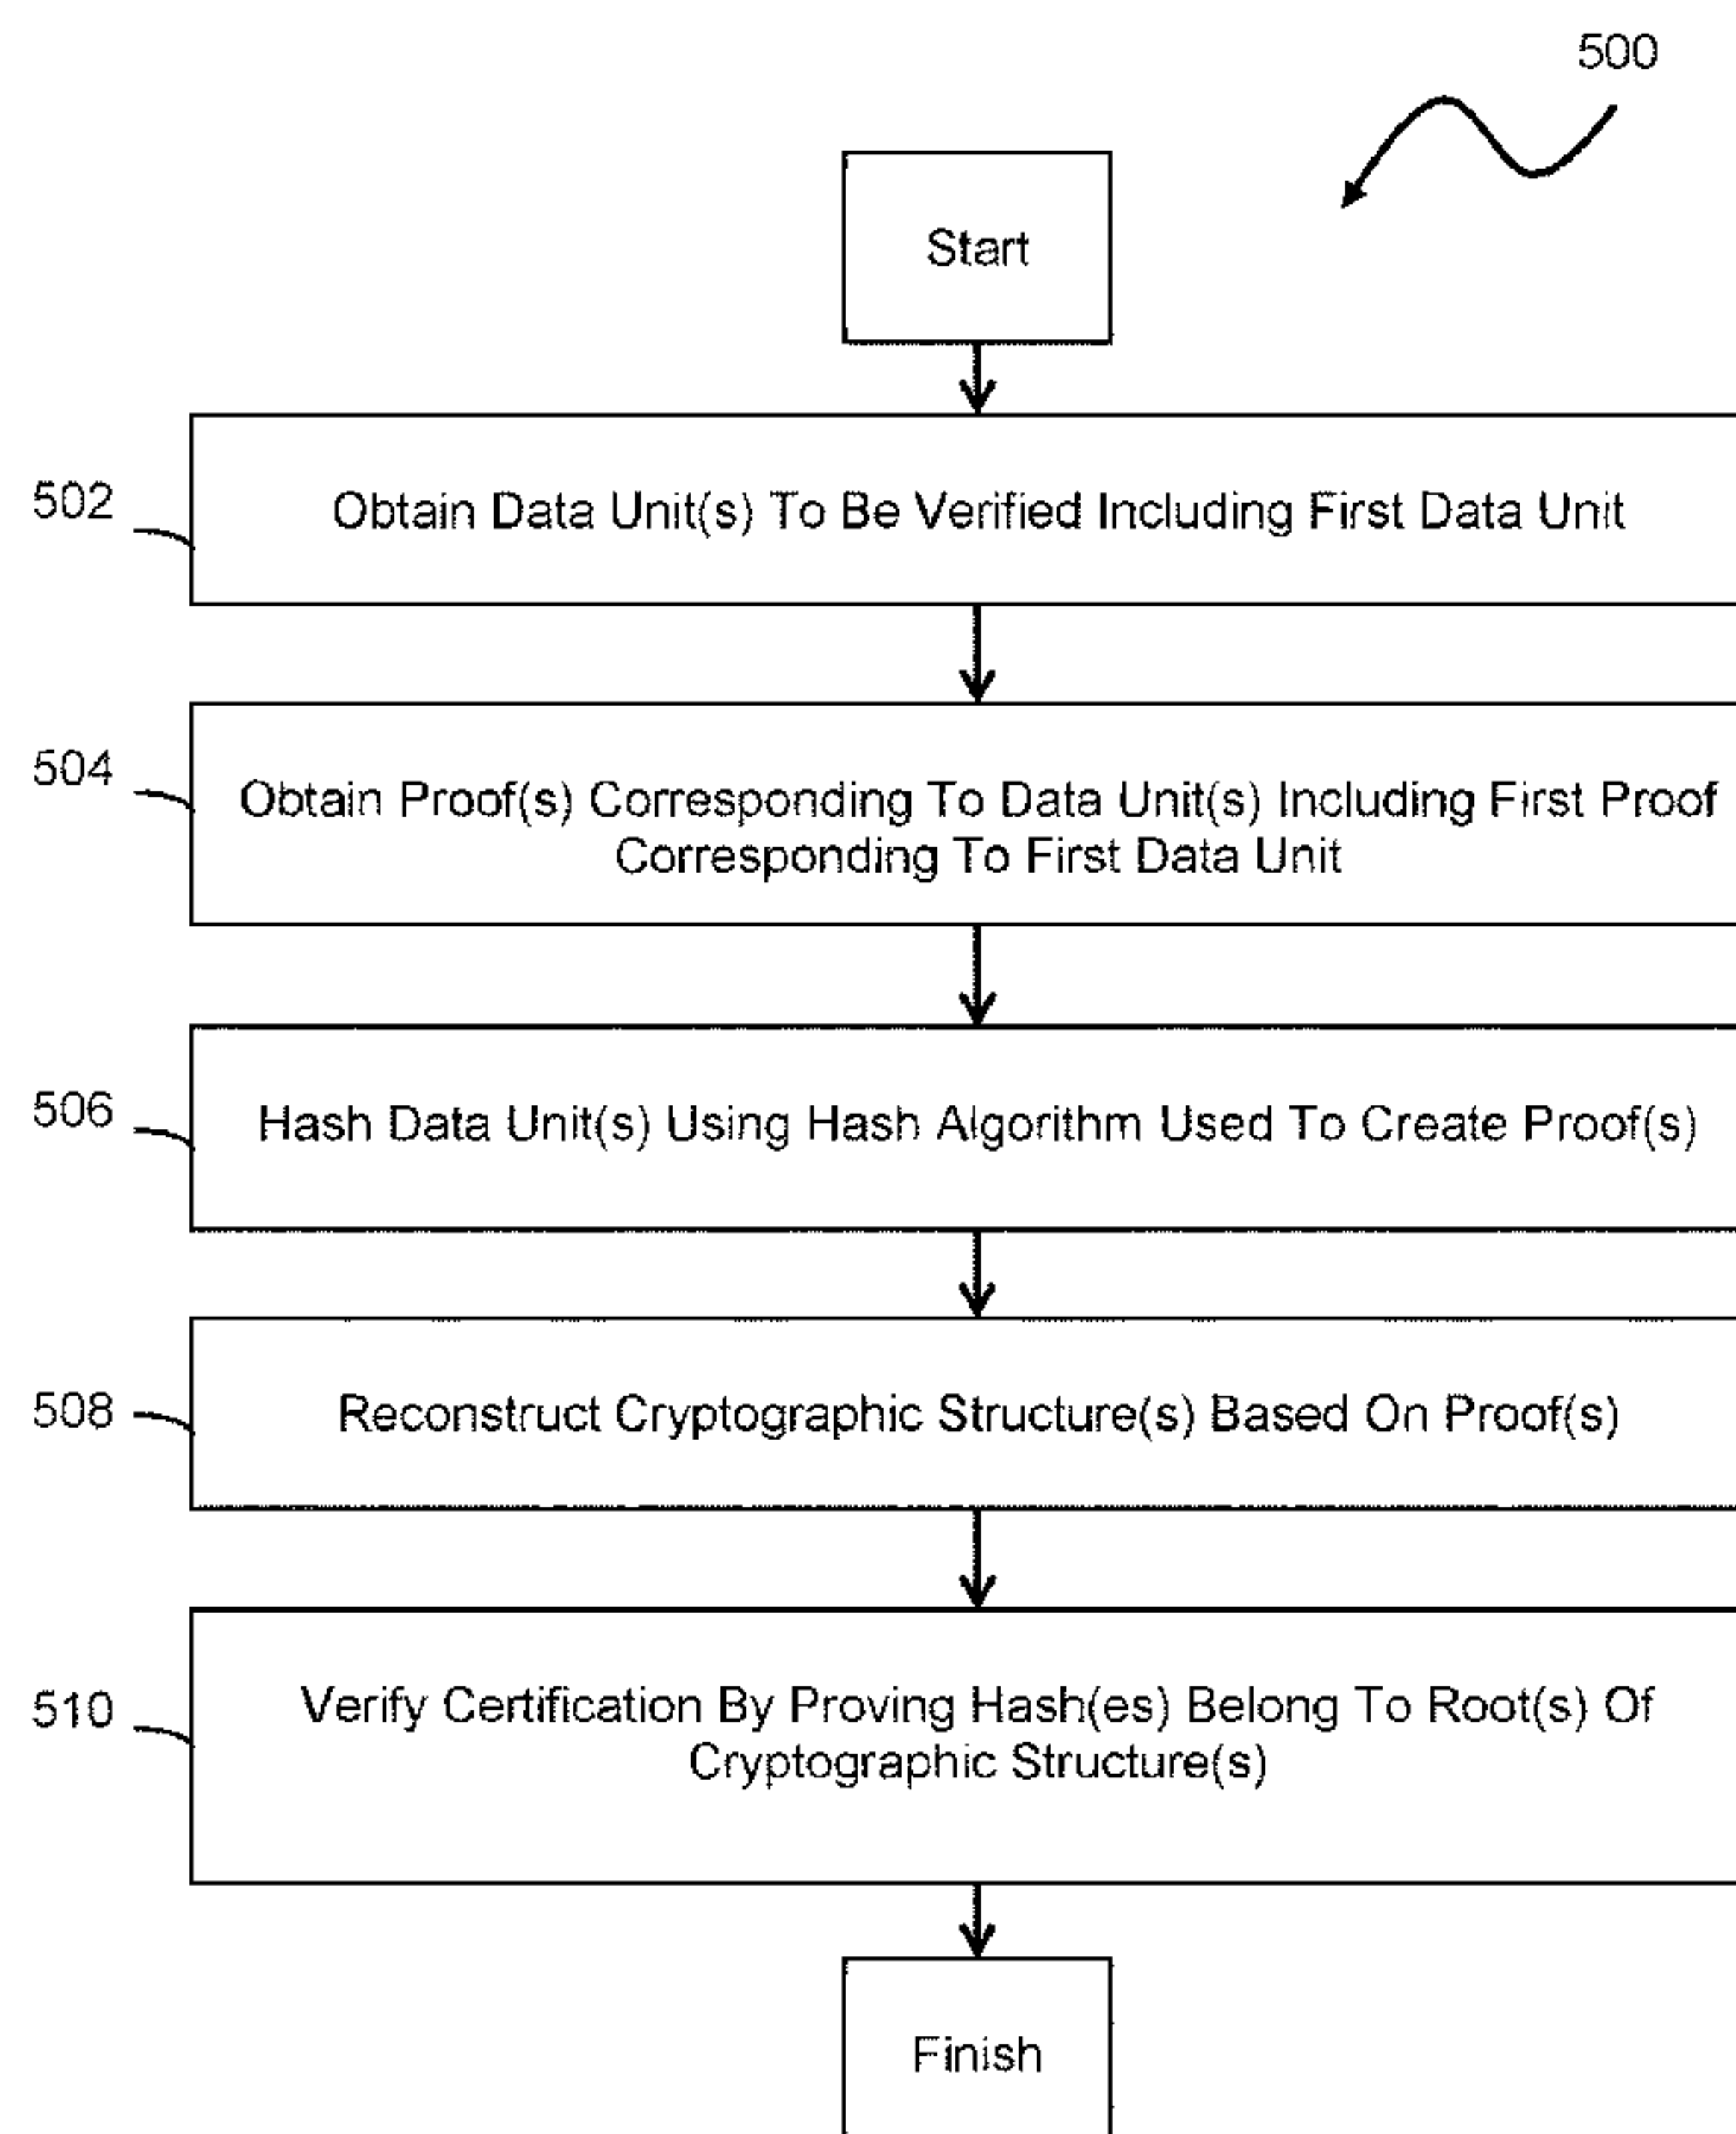 500
Start
502
Obtain Data Unit(s) To Be Verified Including First Data Unit
504
Obtain Proof(s) Corresponding To Data Unit(s) Including First Proof
Corresponding To First Data Unit
506
Hash Data Unit(s) Using Hash Algorithm Used To Create Proof(s)
508
Reconstruct Cryptographic Structure(s) Based On Proof(s)
510
Verify Certification By Proving Hash(es) Belong To Root(s) Of
Cryptographic Structure(s)
Finish